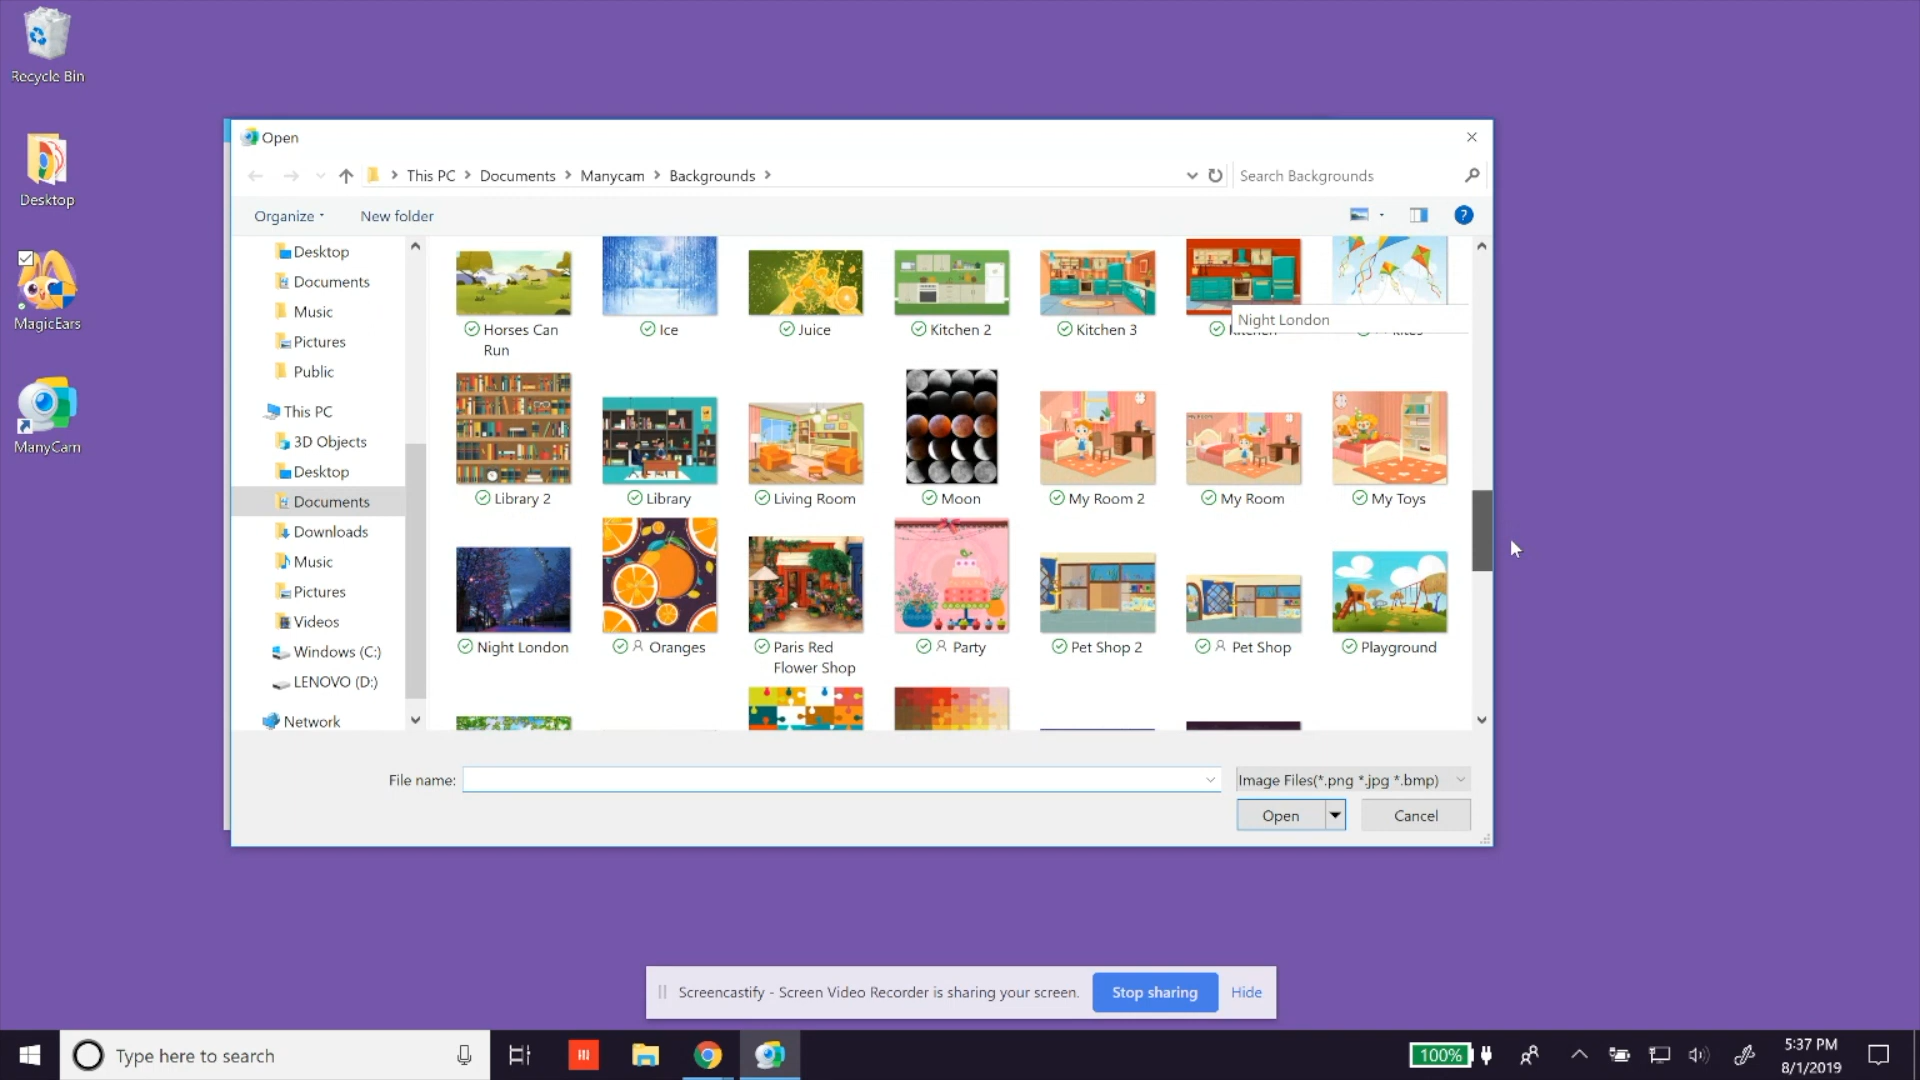 Recycle Bin
Desktop
MagicEars
ManyCam
Open
This PC > Documents > Manycam > Backgrounds >
Search Backgrounds
Organize
New folder
?
Desktop
Documents
Music
Pictures
Public
This PC
3D Objects
Desktop
Documents
Downloads
Music
Pictures
Videos
Windows (C:)
LENOVO (D:)
Network
Horses Can
Run
Ice
Juice
Kitchen 2
Kitchen 3
Night London
Library 2
Library
Living Room
Moon
My Room 2
My Room
My Toys
Night London
Oranges
Paris Red
Flower Shop
Party
Pet Shop 2
Pet Shop
Playground
File name:
Image Files(*.png *.jpg *.bmp)
Open
Cancel
Screencastify - Screen Video Recorder is sharing your screen.
Stop sharing
Hide
Type here to search
100%
5:37 PM
8/1/2019